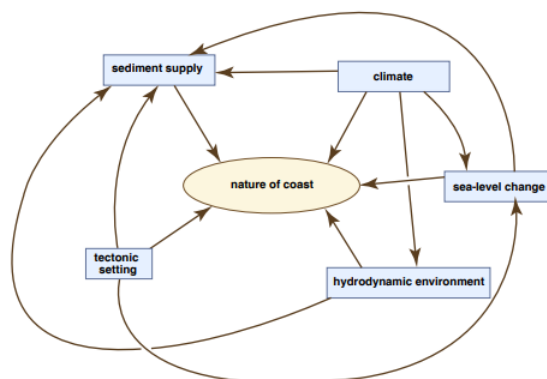 sediment supply
climate
nature of coast
sea-level change
tectonic
setting
hydrodynamic environment